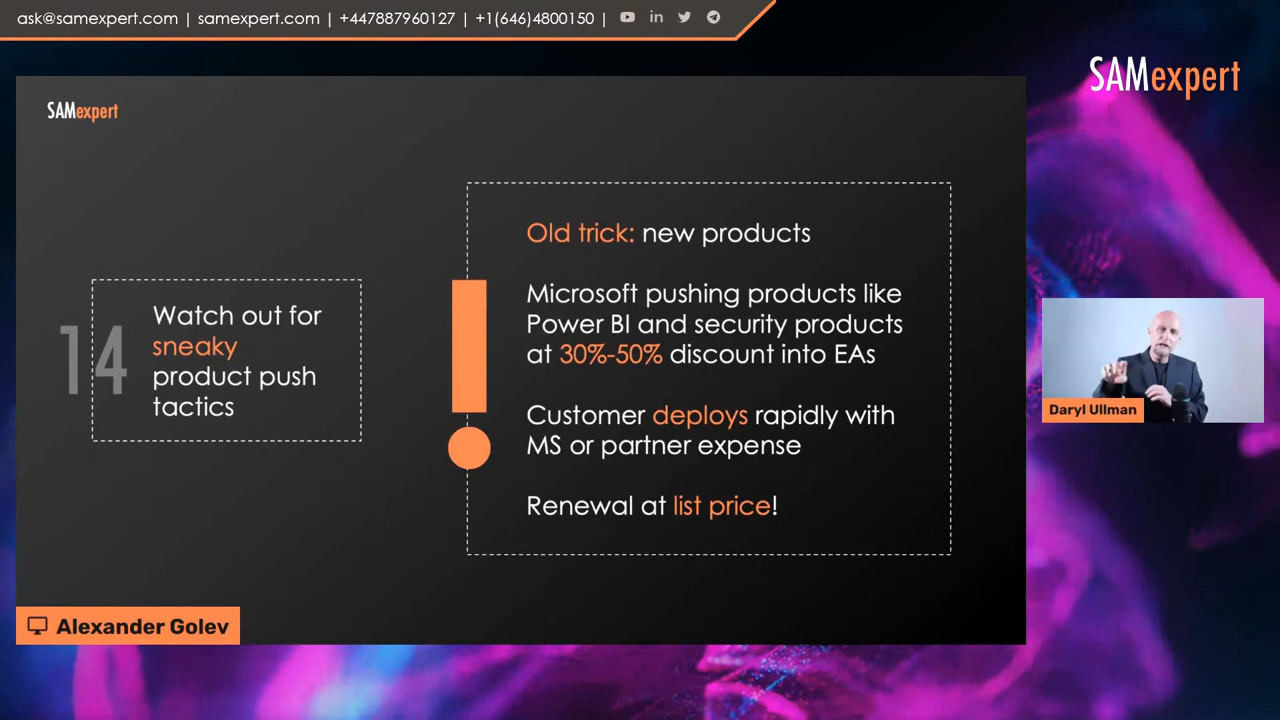 ask@samexpert.com | samexpert.com | +447887960127 | +1(646)4800150 |
SAMexpert
SAMexpert
14
Watch out for
sneaky
product push
tactics
Old trick: new products
Microsoft pushing products like
Power BI and security products
at 30%-50% discount into EAs
Customer deploys rapidly with
MS or partner expense
Renewal at list price!
Daryl Ullman
Alexander Golev